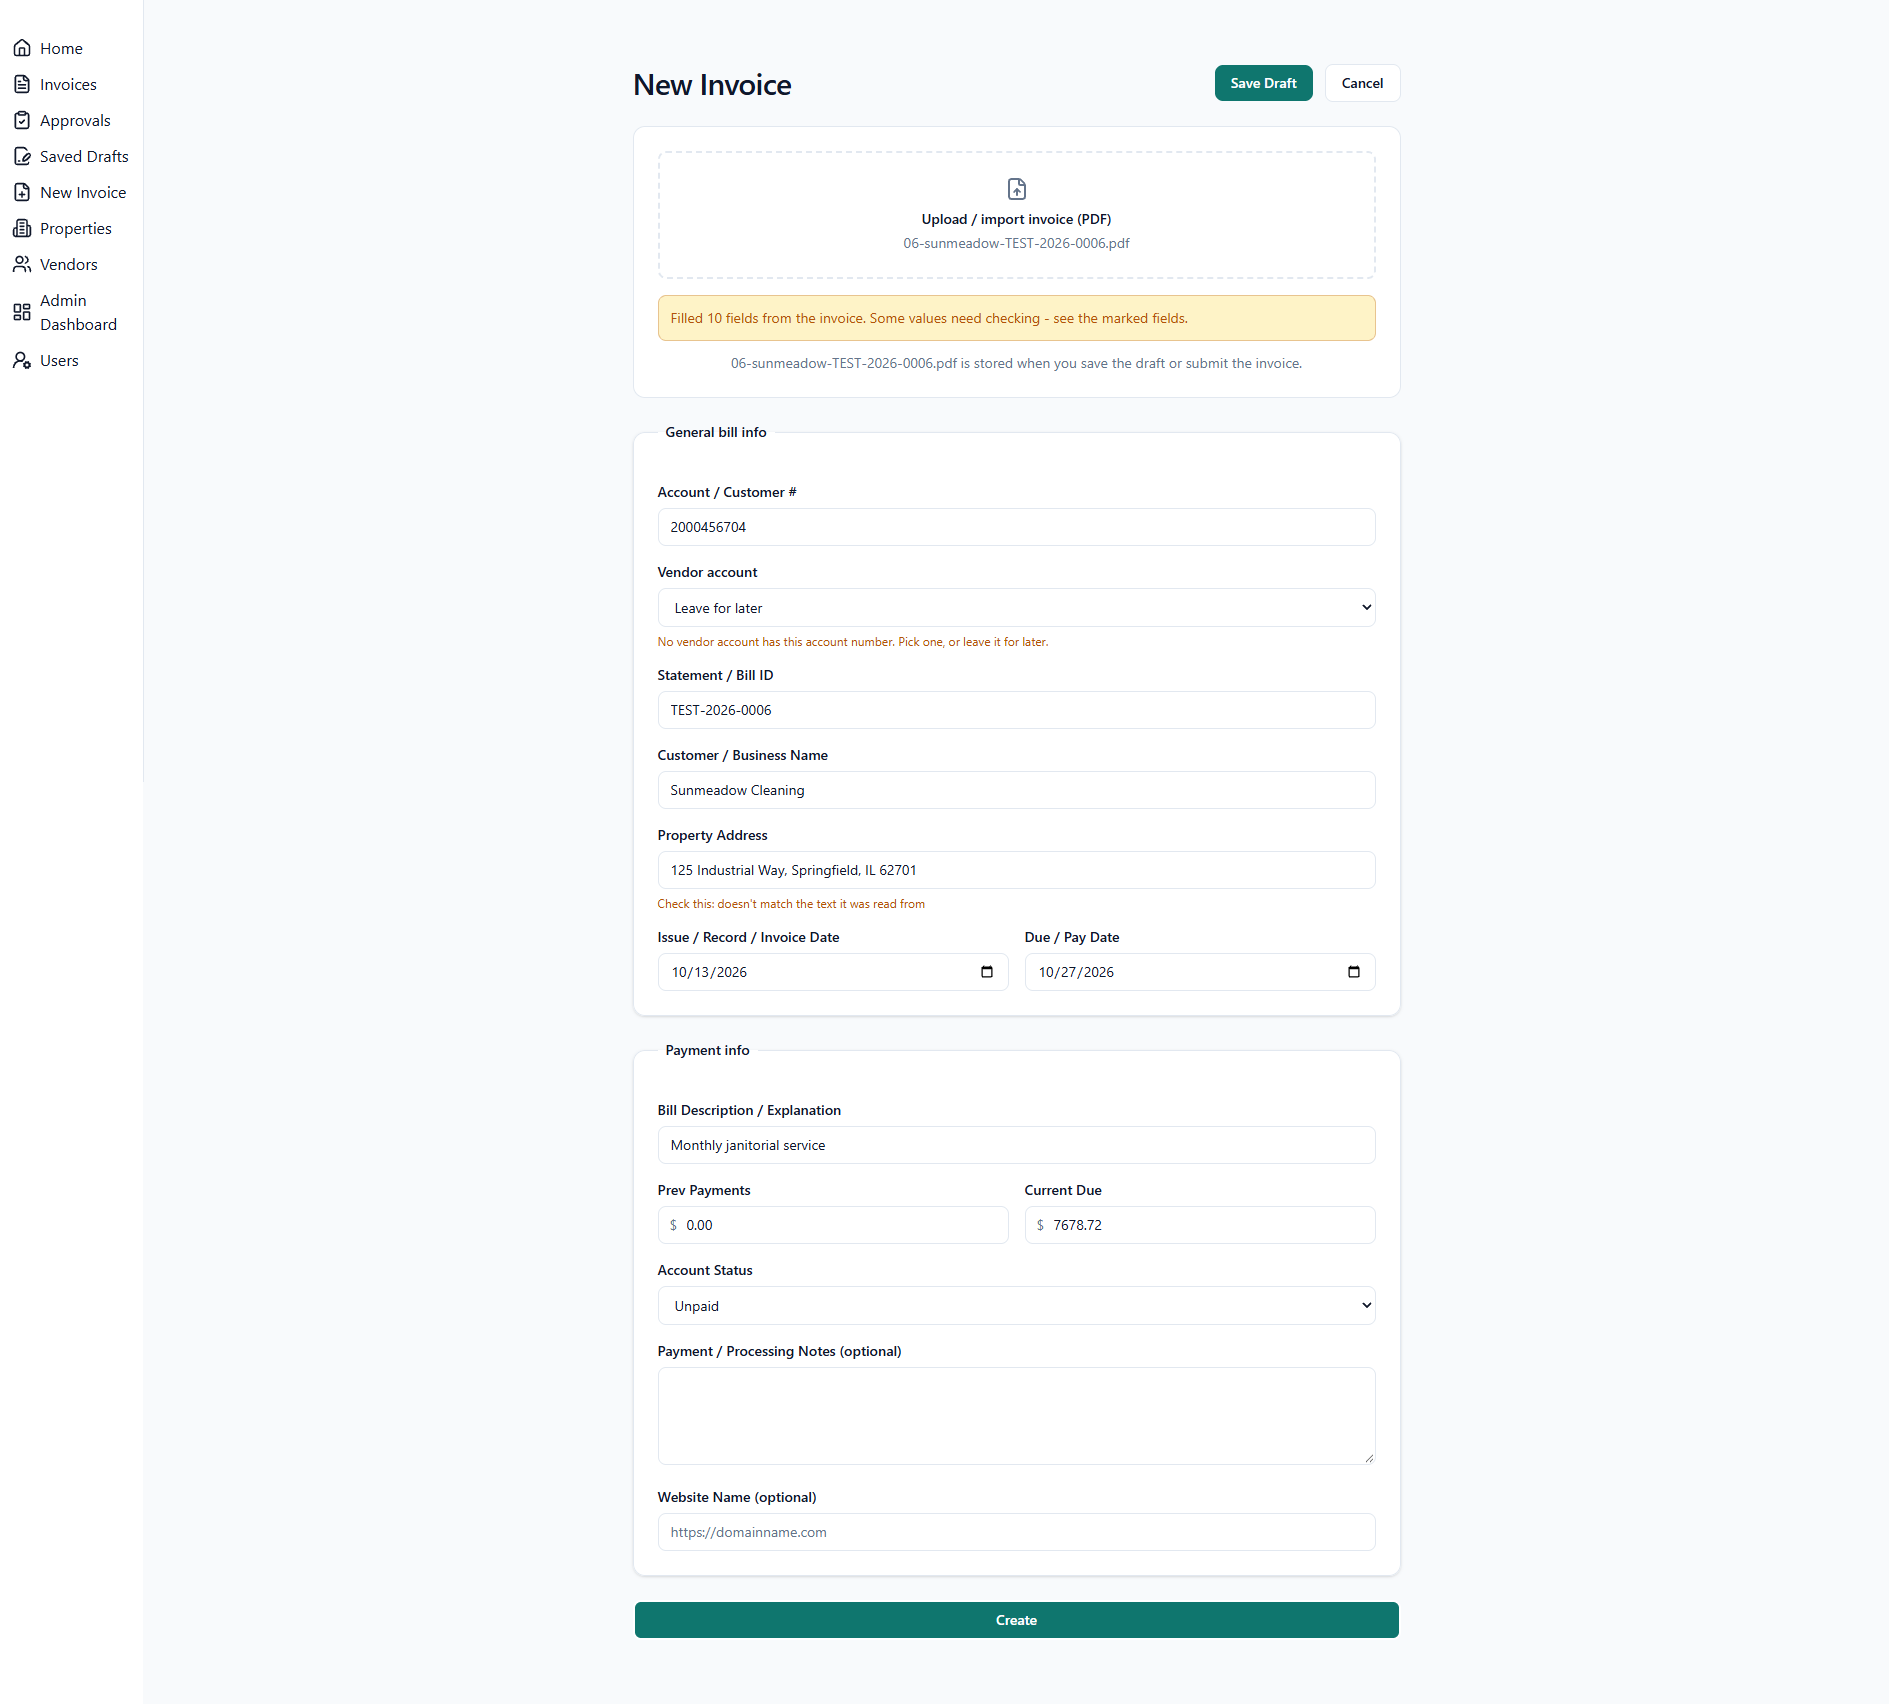 Home
Invoices
Approvals
Saved Drafts
New Invoice
Properties
Vendors
Admin
Dashboard
Users
New Invoice
Save Draft
Cancel
Upload / import invoice (PDF)
06-sunmeadow-TEST-2026-0006.pdf
Filled 10 fields from the invoice. Some values need checking - see the marked fields.
06-sunmeadow-TEST-2026-0006.pdf is stored when you save the draft or submit the invoice.
General bill info
Account / Customer #
2000456704
Vendor account
Leave for later
No vendor account has this account number. Pick one, or leave it for later.
Statement / Bill ID
TEST-2026-0006
Customer / Business Name
Sunmeadow Cleaning
Property Address
125 Industrial Way, Springfield, IL 62701
Check this: doesn't match the text it was read from
Issue / Record / Invoice Date
Due / Pay Date
10/13/2026
10/27/2026
Payment info
Bill Description / Explanation
Monthly janitorial service
Prev Payments
Current Due
$ 0.00
$ 7678.72
Account Status
Unpaid
Payment / Processing Notes (optional)
Website Name (optional)
https://domainname.com
Create